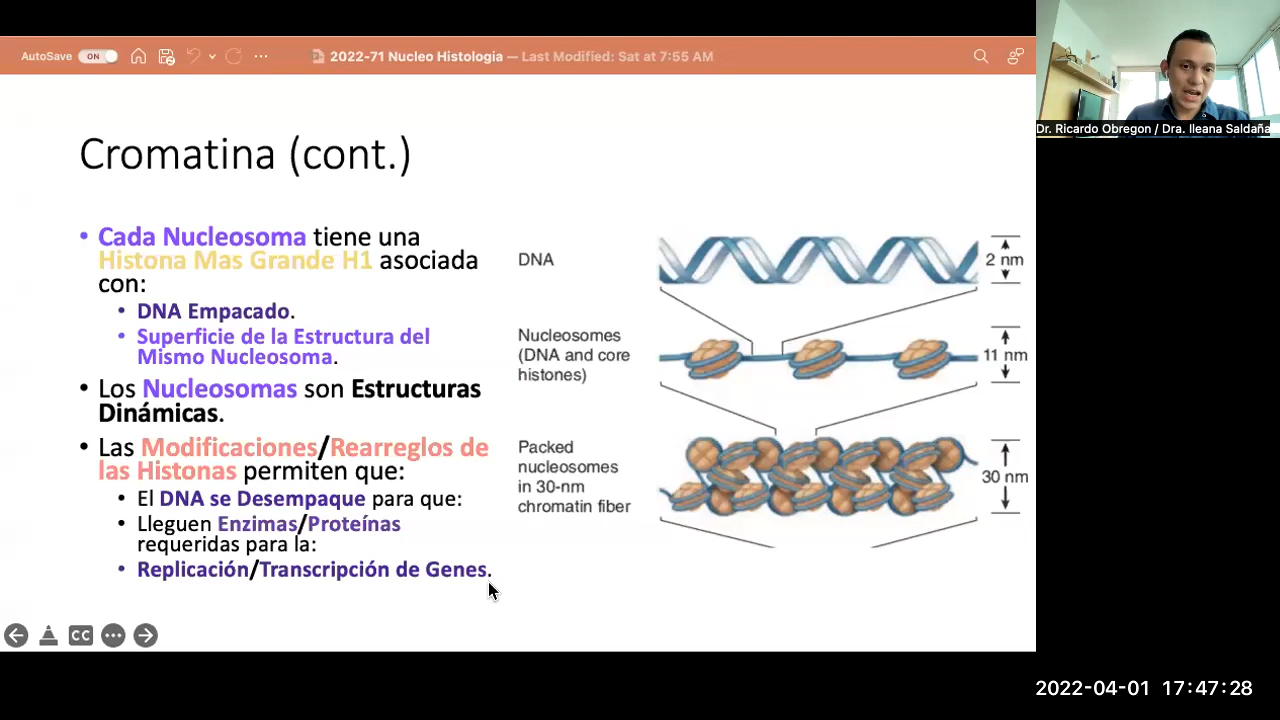 AutoSave ON
2022-71 Nucleo Histologia — Last Modified: Sat at 7:55 AM
Dr. Ricardo Obregon / Dra. Ileana Saldaña
Cromatina (cont.)
• Cada Nucleosoma tiene una
Histona Mas Grande H1 asociada
con:
• DNA Empacado.
• Superficie de la Estructura del
Mismo Nucleosoma.
• Los Nucleosomas son Estructuras
Dinámicas.
• Las Modificaciones/Rearreglos de
las Histonas permiten que:
• El DNA se Desempaque para que:
• Lleguen Enzimas/Proteínas
requeridas para la:
• Replicación/Transcripción de Genes.
DNA
2 nm
Nucleosomes
(DNA and core
histones)
11 nm
Packed
nucleosomes
in 30-nm
chromatin fiber
30 nm
CC
2022-04-01 17:47:28